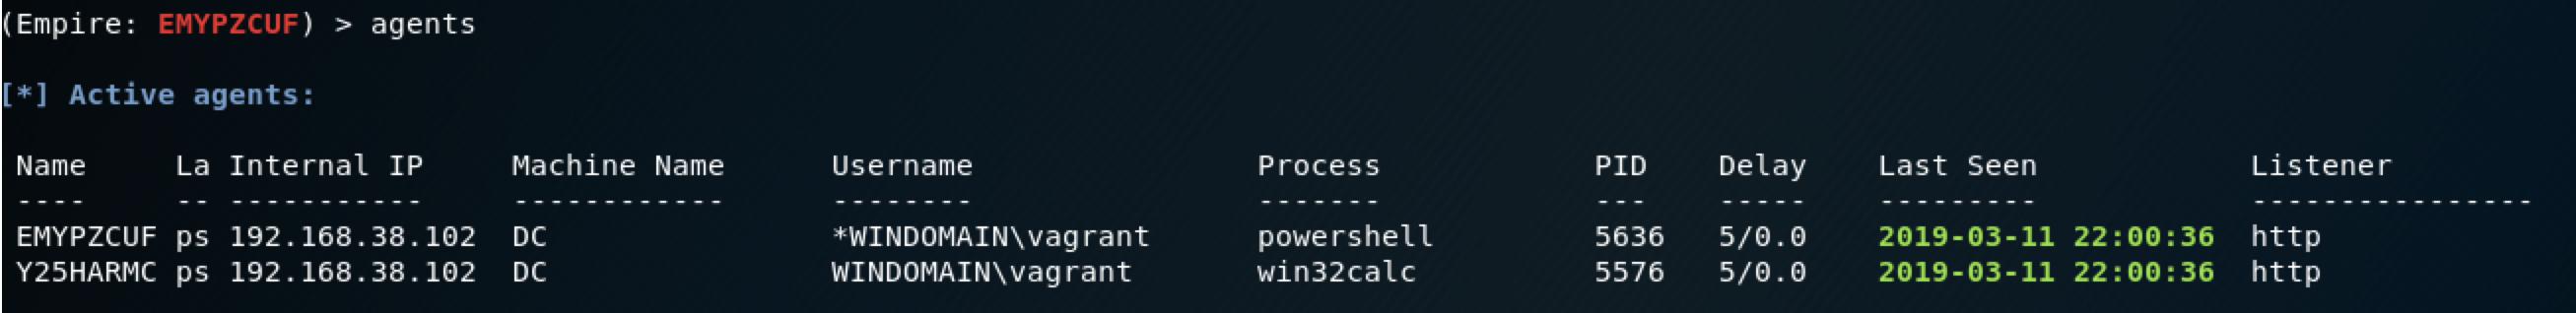 (Empire: EMYPZCUF) > agents
[*] Active agents:
Name     La Internal IP     Machine Name      Username                Process            PID    Delay    Last Seen            Listener
----     -- -----------     ------------      --------                -------            ---    -----    ---------            ----------------
EMYPZCUF ps 192.168.38.102  DC                *WINDOMAIN\vagrant      powershell         5636   5/0.0    2019-03-11 22:00:36  http
Y25HARMC ps 192.168.38.102  DC                WINDOMAIN\vagrant       win32calc          5576   5/0.0    2019-03-11 22:00:36  http